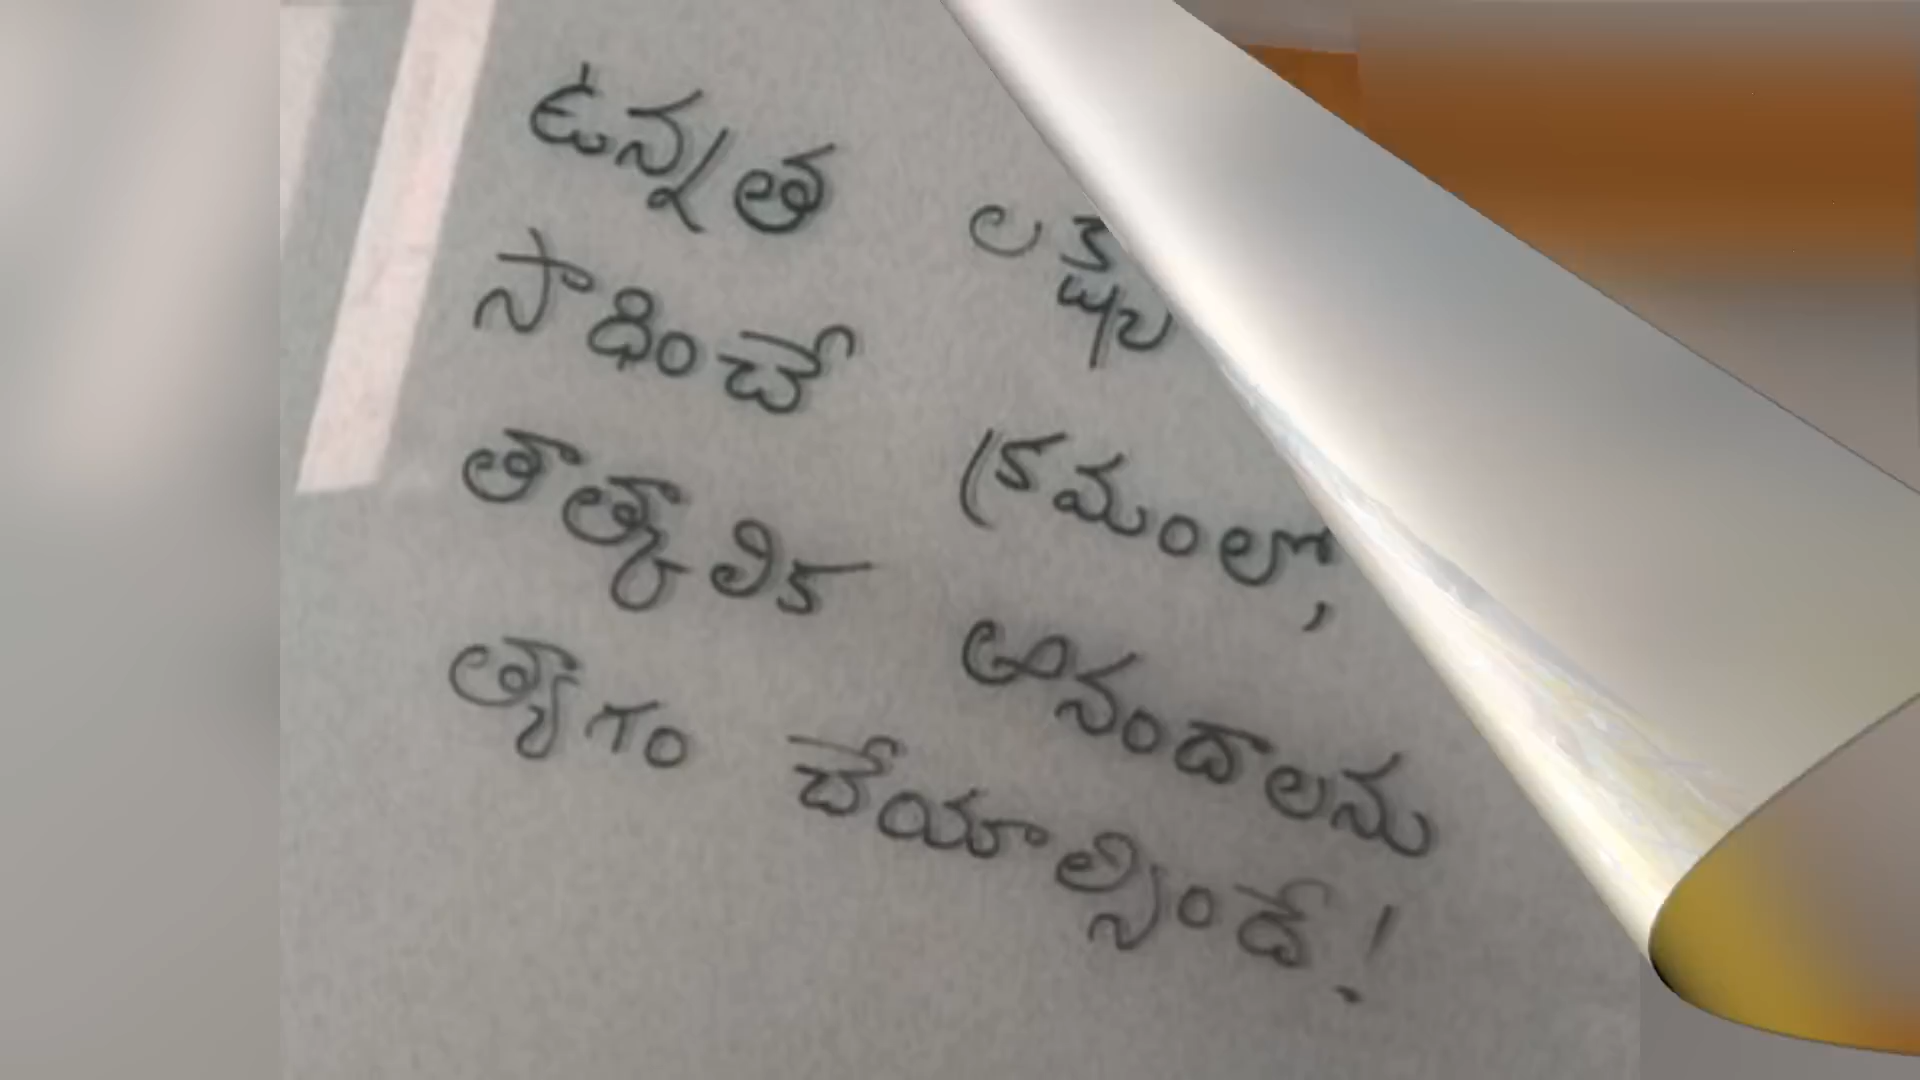 ఉన్నత
సాధించే క్రమంలో,
తాత్కాలిక ఆనందాలను
త్యాగం చేయాల్సిందే!